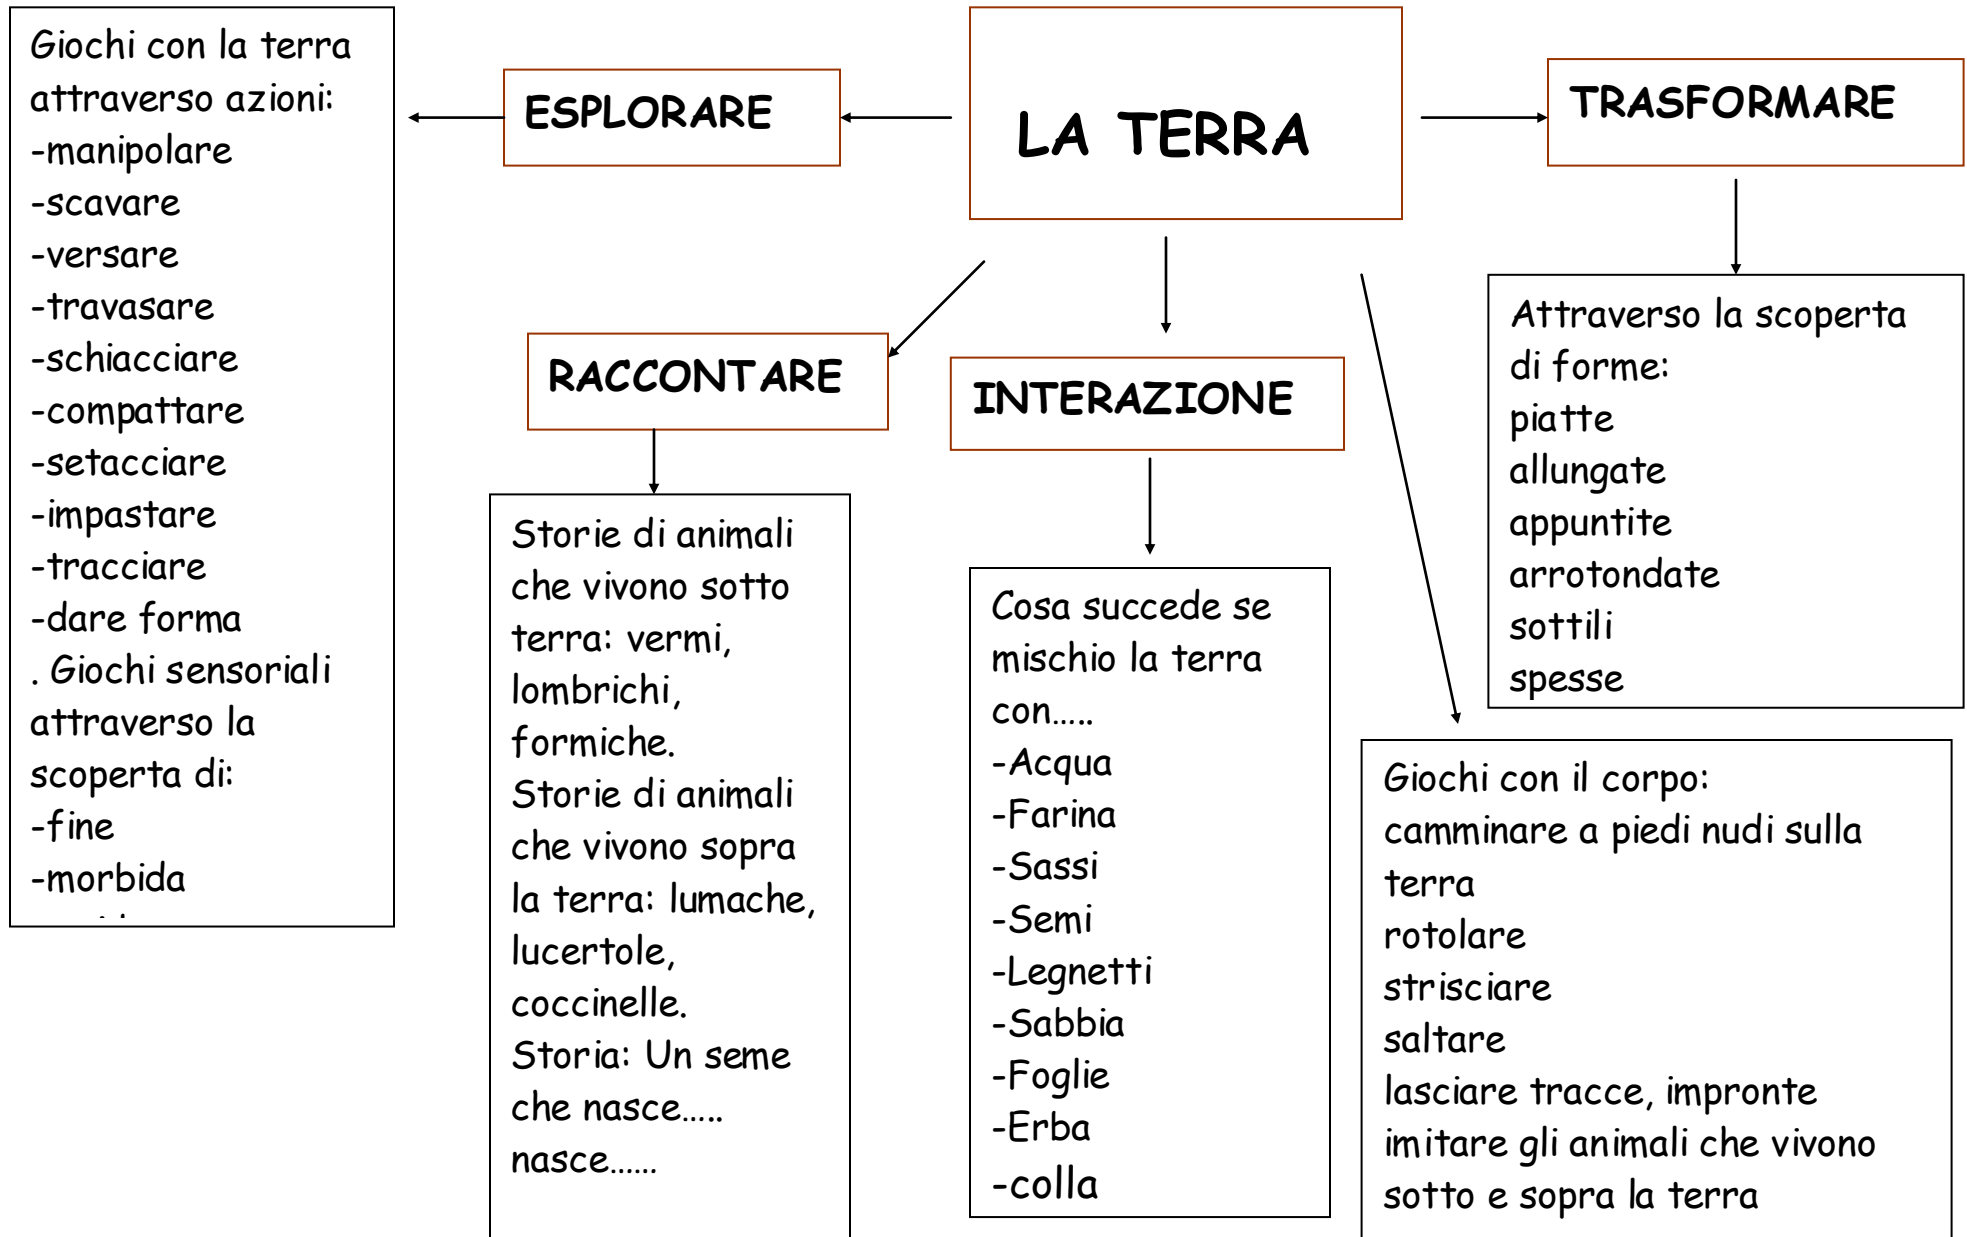 LA TERRA
ESPLORARE
Giochi con la terra
attraverso azioni:
-manipolare
-scavare
-versare
-travasare
-schiacciare
-compattare
-setacciare
-impastare
-tracciare
-dare forma
. Giochi sensoriali
attraverso la
scoperta di:
-fine
-morbida
RACCONTARE
Storie di animali
che vivono sotto
terra: vermi,
lombrichi,
formiche.
Storie di animali
che vivono sopra
la terra: lumache,
lucertole,
coccinelle.
Storia: Un seme
che nasce…..
nasce……
INTERAZIONE
Cosa succede se
mischio la terra
con…..
-Acqua
-Farina
-Sassi
-Semi
-Legnetti
-Sabbia
-Foglie
-Erba
-colla
TRASFORMARE
Attraverso la scoperta
di forme:
piatte
allungate
appuntite
arrotondate
sottili
spesse
Giochi con il corpo:
camminare a piedi nudi sulla
terra
rotolare
strisciare
saltare
lasciare tracce, impronte
imitare gli animali che vivono
sotto e sopra la terra